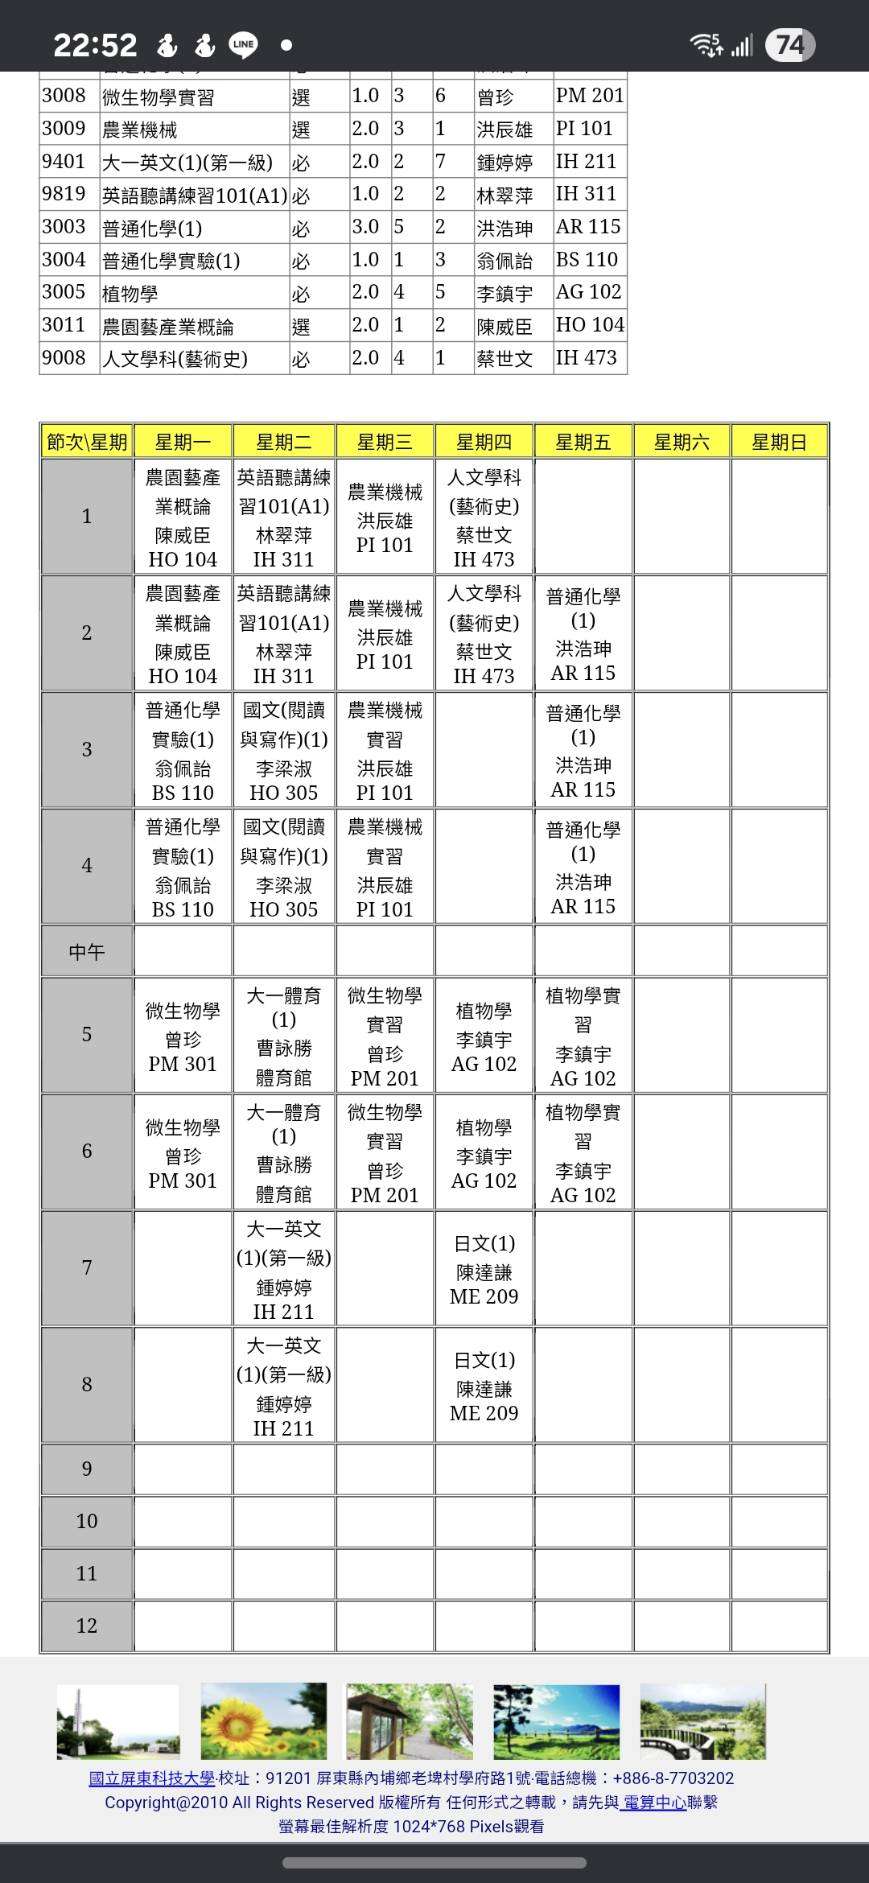 22:52 LINE 5 74
3008 微生物學實習 選 1.0 3 6 曾珍 PM 201
3009 農業機械 選 2.0 3 1 洪辰雄 PI 101
9401 大一英文(1)(第一級) 必 2.0 2 7 鍾婷婷 IH 211
9819 英語聽講練習101(A1) 必 1.0 2 2 林翠萍 IH 311
3003 普通化學(1) 必 3.0 5 2 洪浩珅 AR 115
3004 普通化學實驗(1) 必 1.0 1 3 翁佩詒 BS 110
3005 植物學 必 2.0 4 5 李鎮宇 AG 102
3011 農園藝產業概論 選 2.0 1 2 陳威臣 HO 104
9008 人文學科(藝術史) 必 2.0 4 1 蔡世文 IH 473
節次\星期 星期一 星期二 星期三 星期四 星期五 星期六 星期日
1
農園藝產
業概論
陳威臣
HO 104
英語聽講練
習101(A1)
林翠萍
IH 311
農業機械
洪辰雄
PI 101
人文學科
(藝術史)
蔡世文
IH 473
2
農園藝產
業概論
陳威臣
HO 104
英語聽講練
習101(A1)
林翠萍
IH 311
農業機械
洪辰雄
PI 101
人文學科
(藝術史)
蔡世文
IH 473
普通化學
(1)
洪浩珅
AR 115
3
普通化學
實驗(1)
翁佩詒
BS 110
國文(閱讀
與寫作)(1)
李梁淑
HO 305
農業機械
實習
洪辰雄
PI 101
普通化學
(1)
洪浩珅
AR 115
4
普通化學
實驗(1)
翁佩詒
BS 110
國文(閱讀
與寫作)(1)
李梁淑
HO 305
農業機械
實習
洪辰雄
PI 101
普通化學
(1)
洪浩珅
AR 115
中午
5
微生物學
曾珍
PM 301
大一體育
(1)
曹詠勝
體育館
微生物學
實習
曾珍
PM 201
植物學
李鎮宇
AG 102
植物學實
習
李鎮宇
AG 102
6
微生物學
曾珍
PM 301
大一體育
(1)
曹詠勝
體育館
微生物學
實習
曾珍
PM 201
植物學
李鎮宇
AG 102
植物學實
習
李鎮宇
AG 102
7
大一英文
(1)(第一級)
鍾婷婷
IH 211
日文(1)
陳達謙
ME 209
8
大一英文
(1)(第一級)
鍾婷婷
IH 211
日文(1)
陳達謙
ME 209
9
10
11
12
國立屏東科技大學·校址：91201 屏東縣內埔鄉老埤村學府路1號·電話總機：+886-8-7703202
Copyright@2010 All Rights Reserved 版權所有 任何形式之轉載，請先與 電算中心聯繫
螢幕最佳解析度 1024*768 Pixels觀看